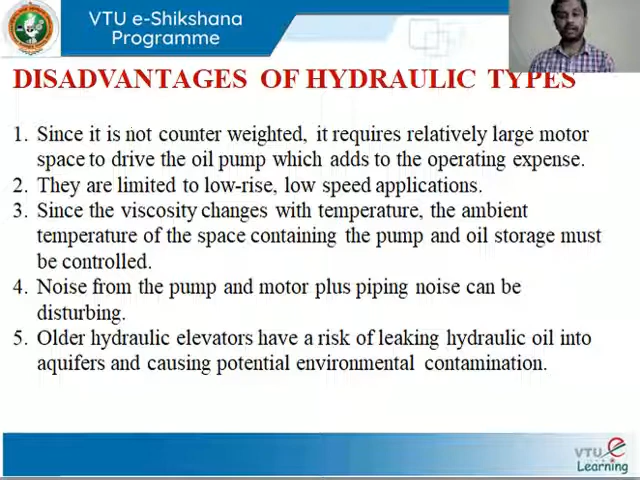 VTU e-Shikshana
Programme
DISADVANTAGES OF HYDRAULIC TYPES
1. Since it is not counter weighted, it requires relatively large motor
space to drive the oil pump which adds to the operating expense.
2. They are limited to low-rise, low speed applications.
3. Since the viscosity changes with temperature, the ambient
temperature of the space containing the pump and oil storage must
be controlled.
4. Noise from the pump and motor plus piping noise can be
disturbing.
5. Older hydraulic elevators have a risk of leaking hydraulic oil into
aquifers and causing potential environmental contamination.
VTU e
Learning